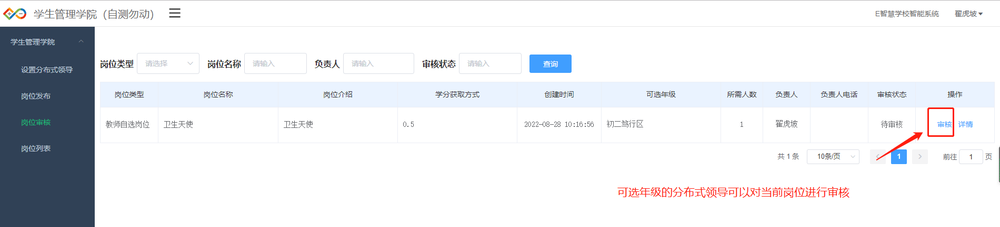 学生管理学院（自测勿动）
E智慧学校智能系统 翟虎坡
学生管理学院
设置分布式领导
岗位发布
岗位审核
岗位列表
岗位类型 请选择 岗位名称 请输入 负责人 请输入 审核状态 请输入 查询
岗位类型 岗位名称 岗位介绍 学分获取方式 创建时间 可选年级 所需人数 负责人 负责人电话 审核状态 操作
教师自选岗位 卫生天使 卫生天使 0.5 2022-08-28 10:16:56 初二笃行区 1 翟虎坡 待审核 审核 详情
共 1 条 10条/页 1 前往 1 页
可选年级的分布式领导可以对当前岗位进行审核